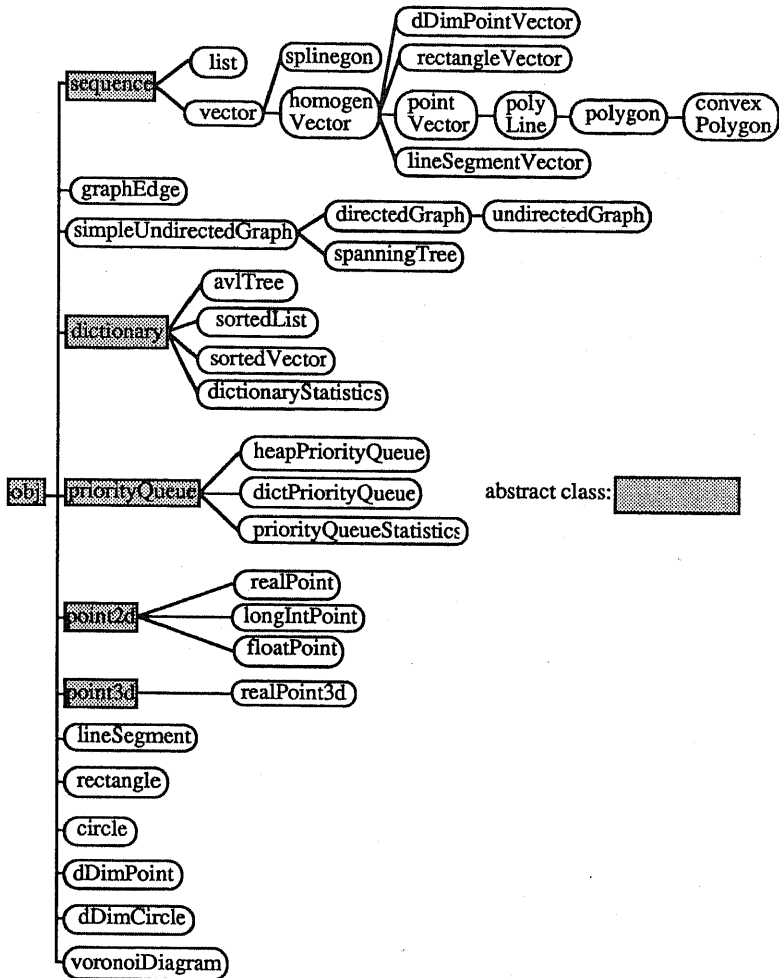 dDimPointVector
splinegon
rectangleVector
list
sequence
vector
homogen
Vector
point
Vector
poly
Line
polygon
convex
Polygon
lineSegmentVector
graphEdge
directedGraph
undirectedGraph
simpleUndirectedGraph
spanningTree
avlTree
sortedList
dictionary
sortedVector
dictionaryStatistics
heapPriorityQueue
obj
priorityQueue
dictPriorityQueue
abstract class:
priorityQueueStatistics
realPoint
point2d
longIntPoint
floatPoint
point3d
realPoint3d
lineSegment
rectangle
circle
dDimPoint
dDimCircle
voronoiDiagram